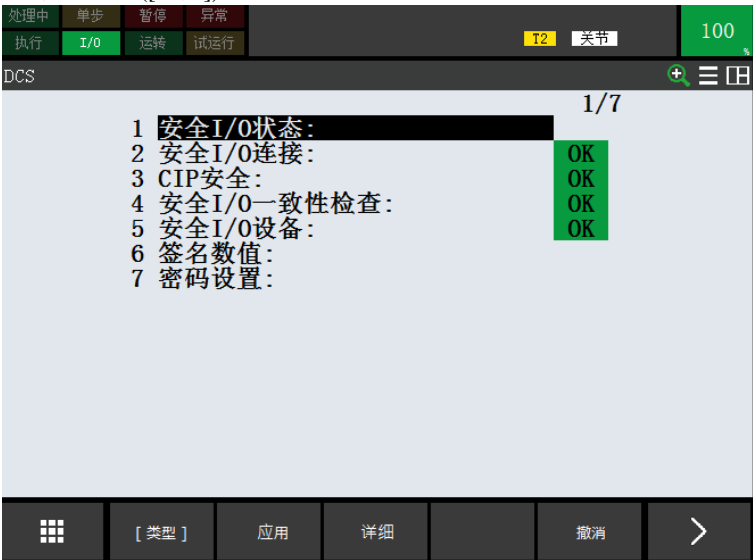 处理中 单步 暂停 异常
执行 I/O 运转 试运行 T2 关节 100 %
DCS
1/7
1 安全I/O状态:
2 安全I/O连接: OK
3 CIP安全: OK
4 安全I/O一致性检查: OK
5 安全I/O设备: OK
6 签名数值:
7 密码设置:
[ 类型 ] 应用 详细 撤消